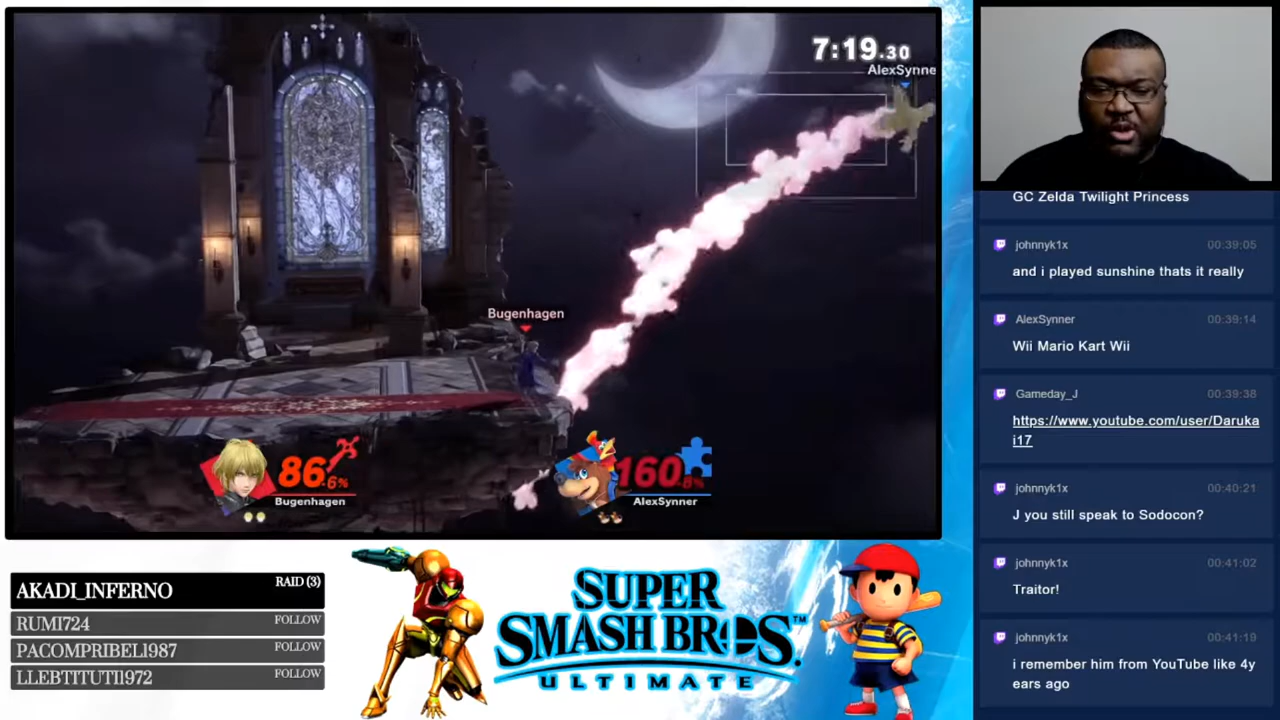 7:19.30
AlexSynne
Bugenhagen
86.6%
Bugenhagen
160.8%
AlexSynner
AKADI_INFERNO RAID (3)
RUMI724 FOLLOW
PACOMPRIBEL1987 FOLLOW
LLEBTITUTI1972 FOLLOW
SUPER
SMASH BROS.™
ULTIMATE
GC Zelda Twilight Princess
johnnyk1x 00:39:05
and i played sunshine thats it really
AlexSynner 00:39:14
Wii Mario Kart Wii
Gameday_J 00:39:38
https://www.youtube.com/user/Daruka
i17
johnnyk1x 00:40:21
J you still speak to Sodocon?
johnnyk1x 00:41:02
Traitor!
johnnyk1x 00:41:19
i remember him from YouTube like 4y
ears ago